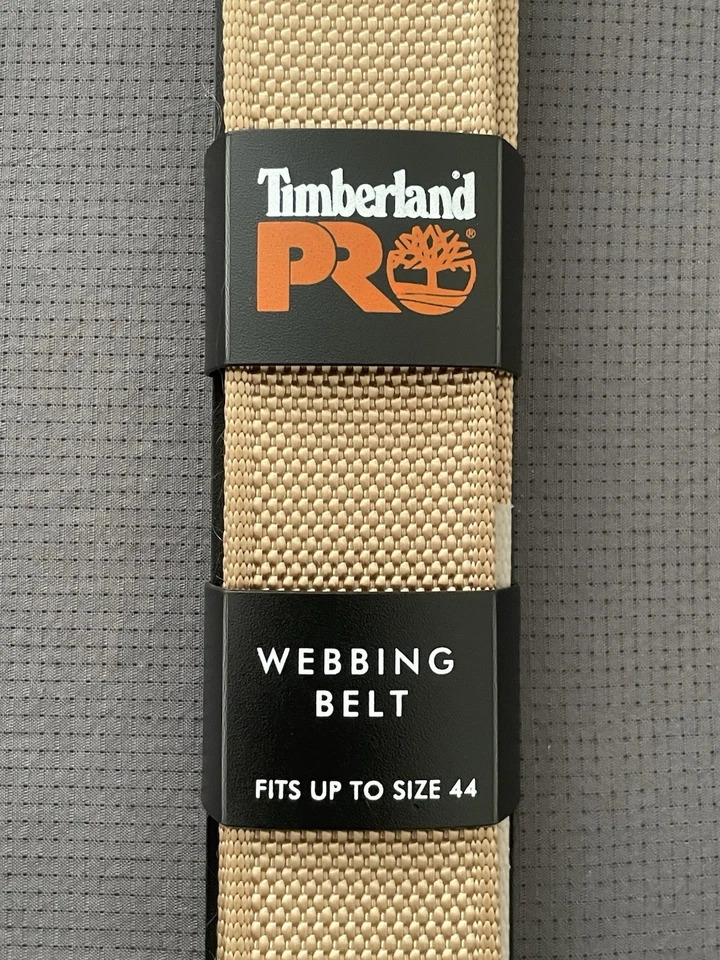 Timberland®
PRO®
WEBBING
BELT
FITS UP TO SIZE 44